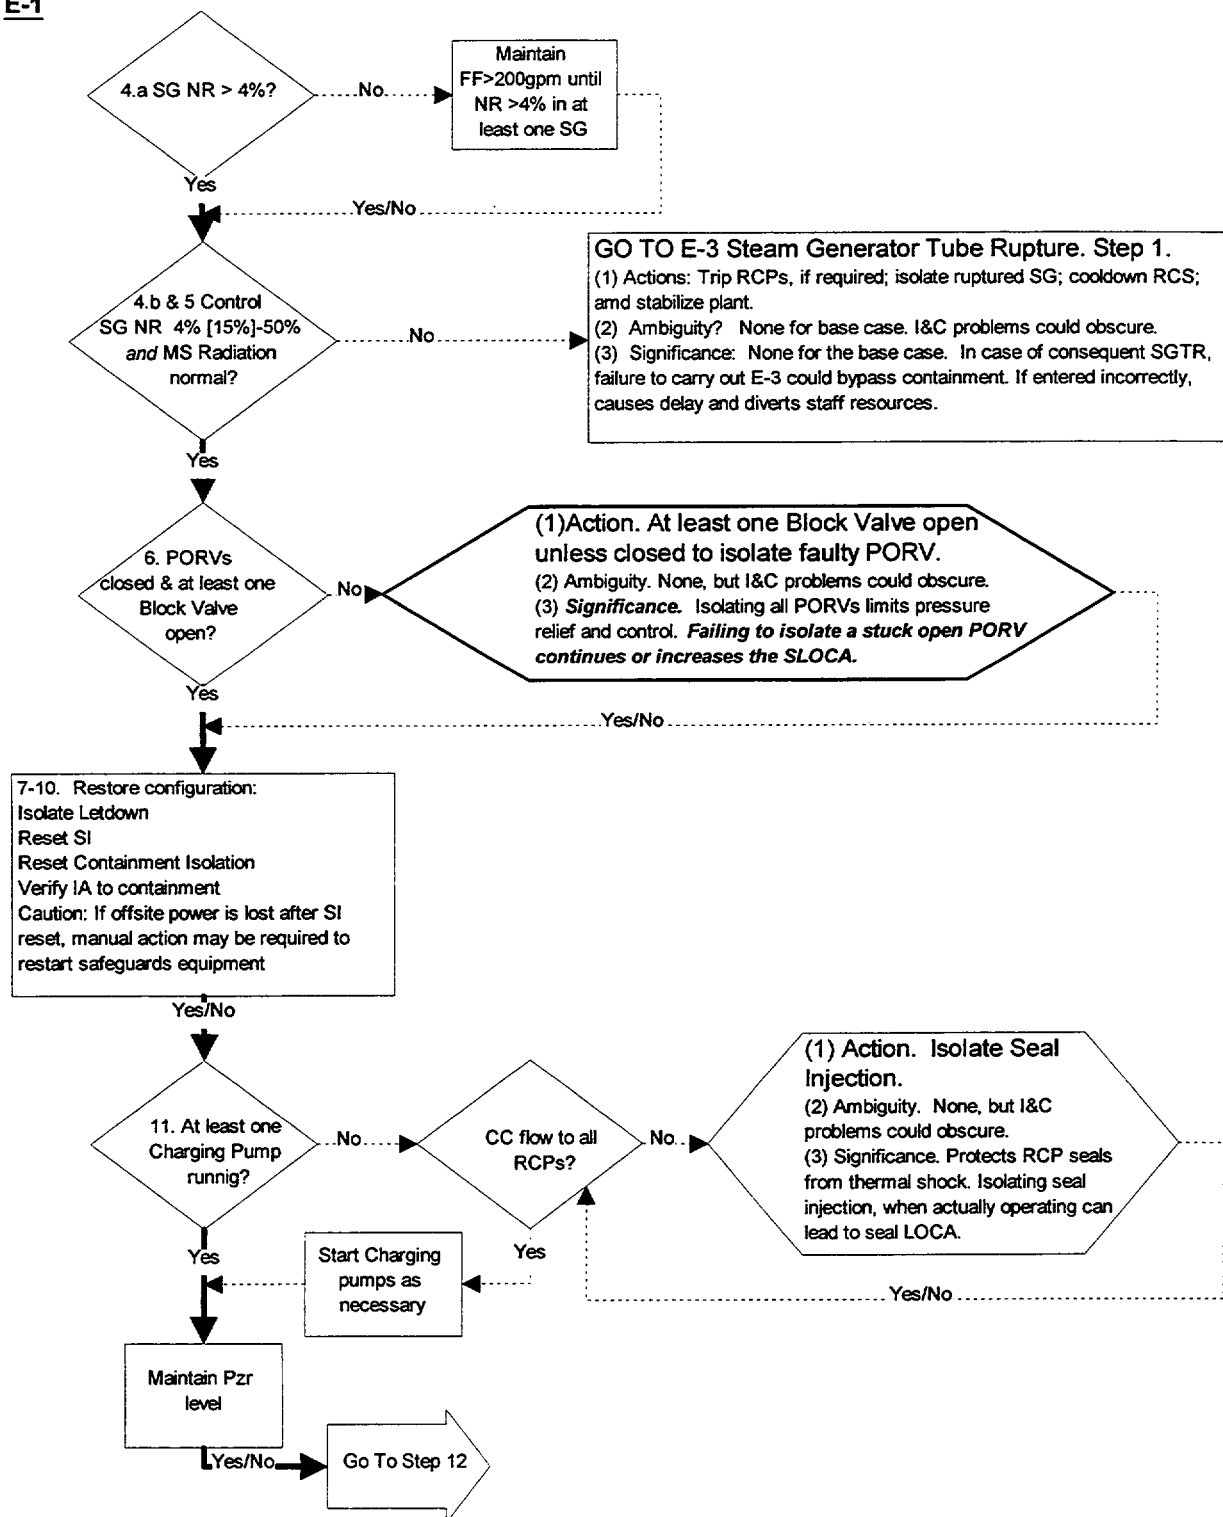 E-1
4.a SG NR > 4%?
No
Maintain
FF>200gpm until
NR >4% in at
least one SG
Yes
Yes/No
4.b & 5 Control
SG NR 4% [15%]-50%
and MS Radiation
normal?
No
GO TO E-3 Steam Generator Tube Rupture. Step 1.
(1) Actions: Trip RCPs, if required; isolate ruptured SG; cooldown RCS;
amd stabilize plant.
(2) Ambiguity? None for base case. I&C problems could obscure.
(3) Significance: None for the base case. In case of consequent SGTR,
failure to carry out E-3 could bypass containment. If entered incorrectly,
causes delay and diverts staff resources.
Yes
6. PORVs
closed & at least one
Block Valve
open?
No
(1)Action. At least one Block Valve open
unless closed to isolate faulty PORV.
(2) Ambiguity. None, but I&C problems could obscure.
(3) Significance. Isolating all PORVs limits pressure
relief and control. Failing to isolate a stuck open PORV
continues or increases the SLOCA.
Yes
Yes/No
7-10. Restore configuration:
Isolate Letdown
Reset SI
Reset Containment Isolation
Verify IA to containment
Caution: If offsite power is lost after SI
reset, manual action may be required to
restart safeguards equipment
Yes/No
11. At least one
Charging Pump
runnig?
No
CC flow to all
RCPs?
No
(1) Action. Isolate Seal
Injection.
(2) Ambiguity. None, but I&C
problems could obscure.
(3) Significance. Protects RCP seals
from thermal shock. Isolating seal
injection, when actually operating can
lead to seal LOCA.
Yes
Start Charging
pumps as
necessary
Yes
Yes/No
Maintain Pzr
level
Yes/No
Go To Step 12